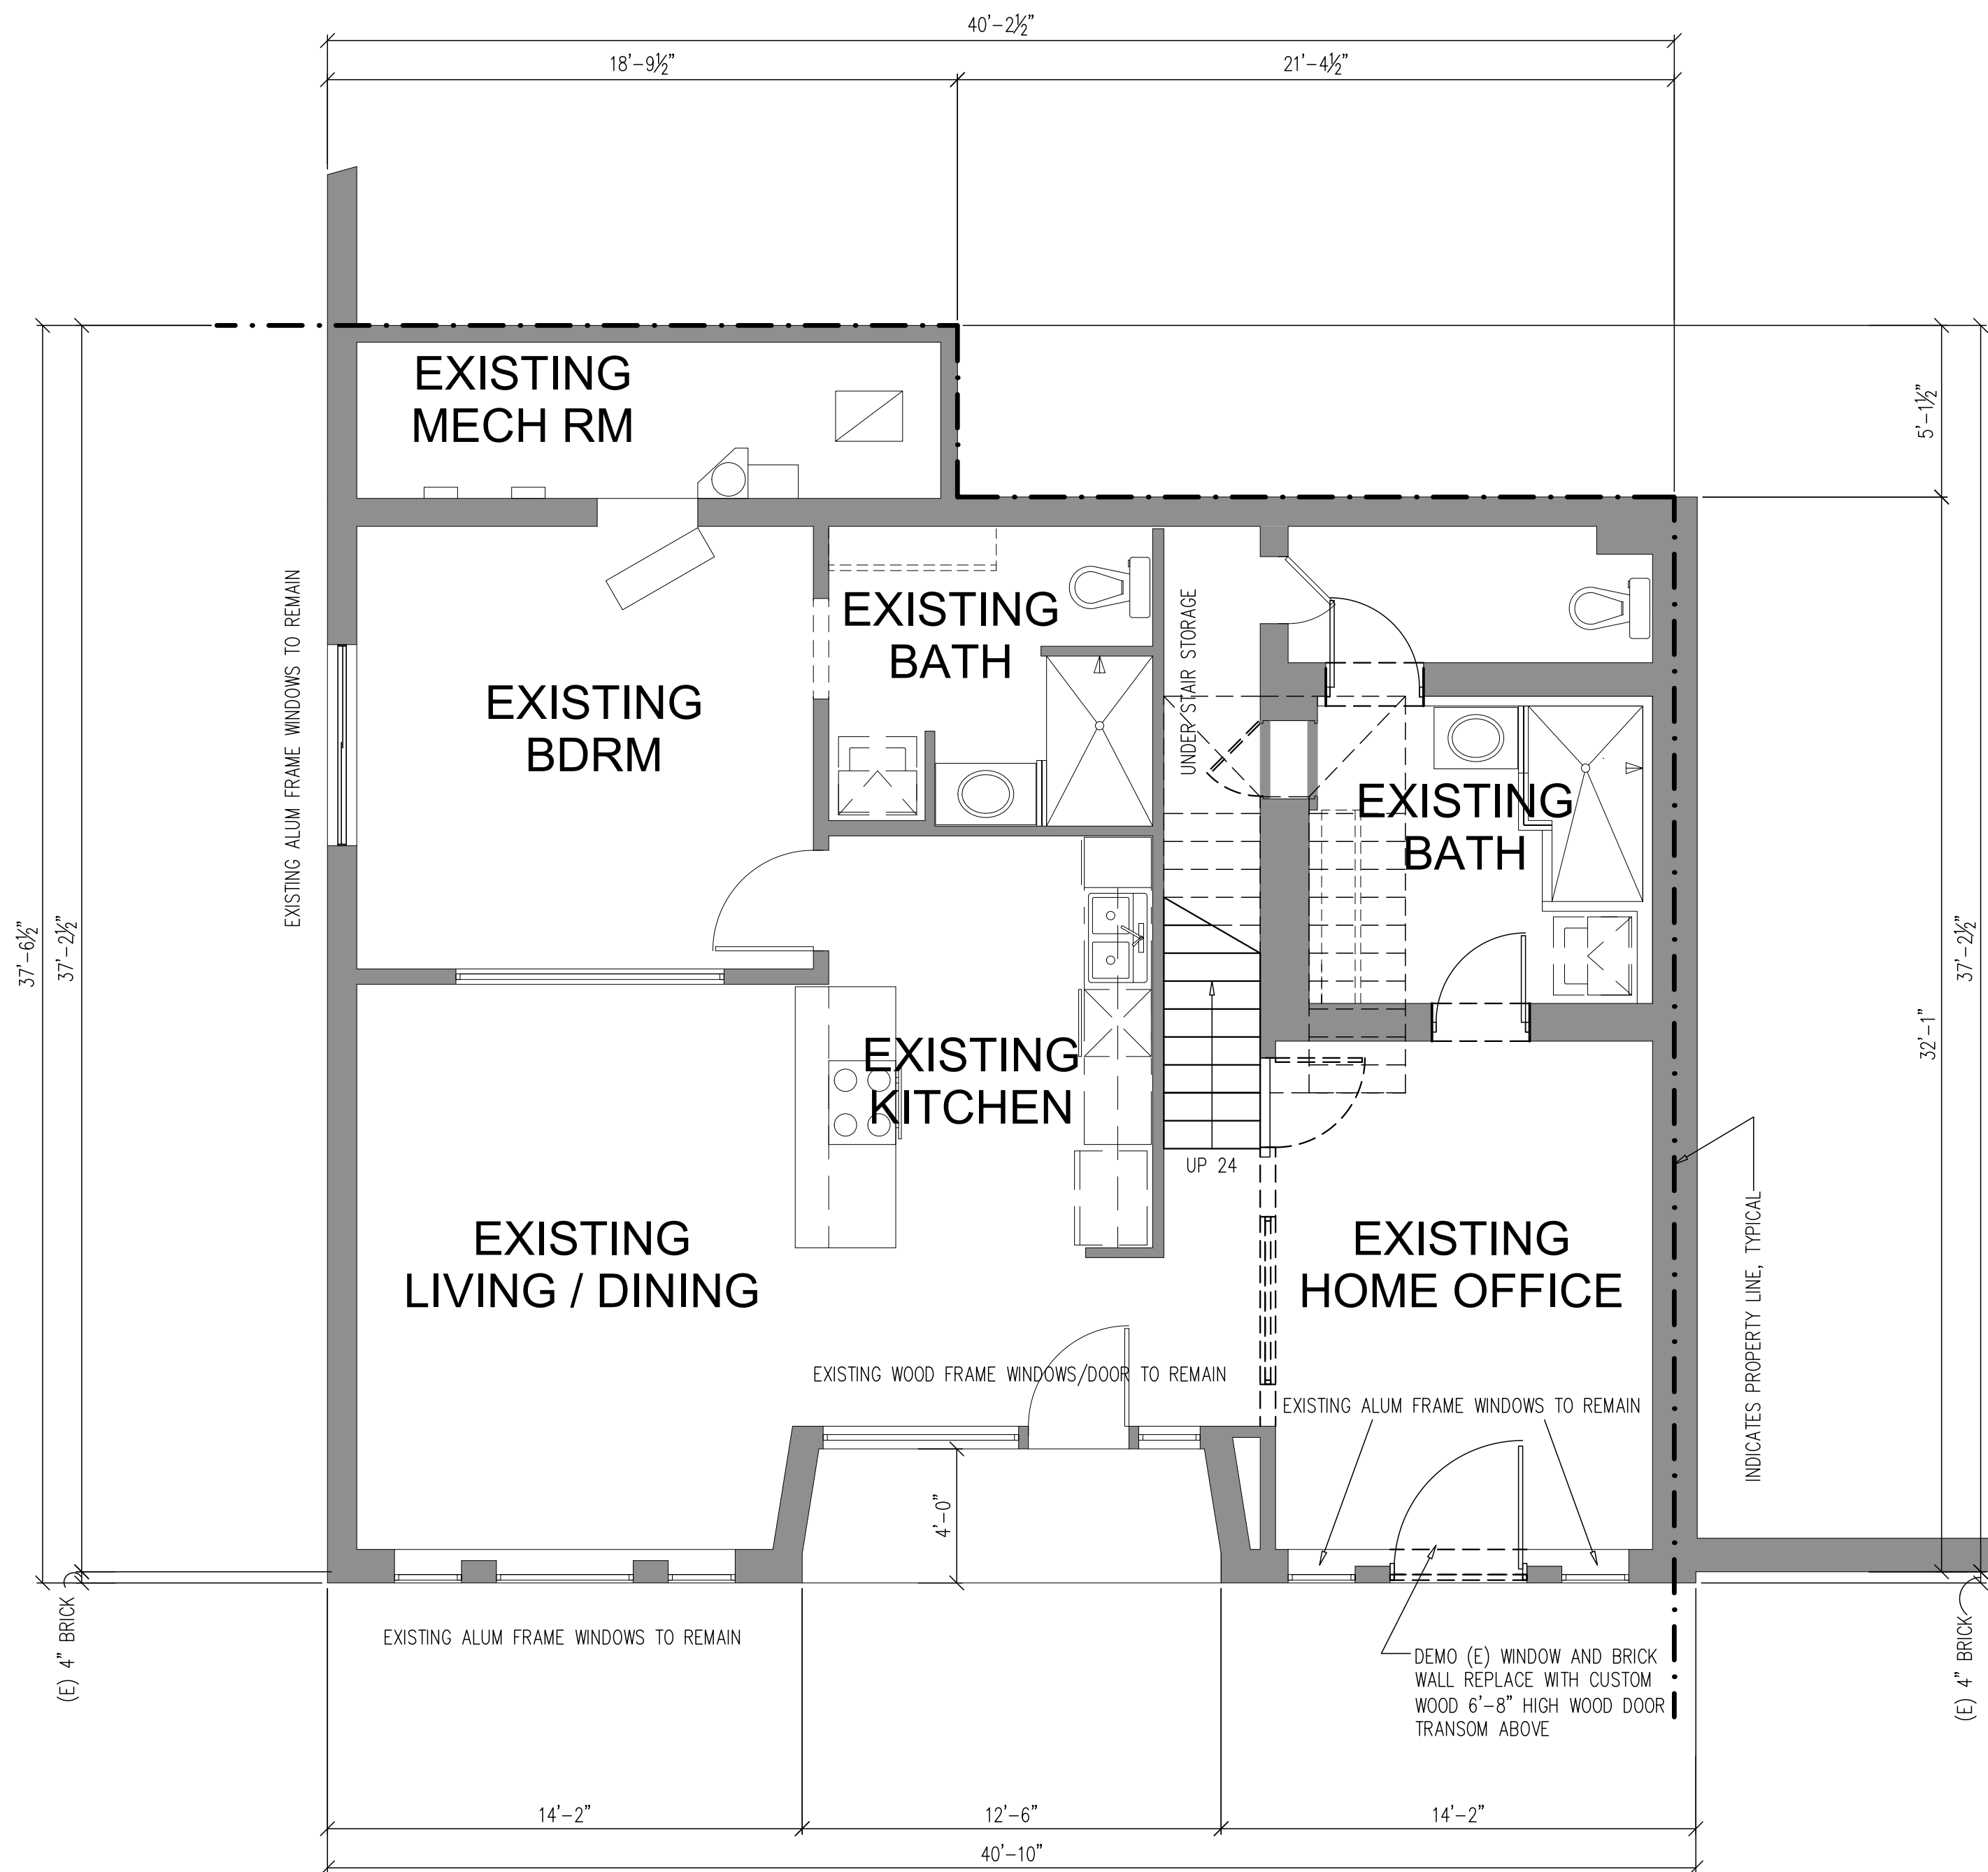 40'-2½"
18'-9½"
21'-4½"
EXISTING
MECH RM
5'-1½"
EXISTING ALUM FRAME WINDOWS TO REMAIN
EXISTING
BATH
UNDER STAIR STORAGE
EXISTING
BDRM
EXISTING
BATH
37'-6½"
37'-2½"
37'-2½"
32'-1"
EXISTING
KITCHEN
UP 24
EXISTING
LIVING / DINING
EXISTING
HOME OFFICE
INDICATES PROPERTY LINE, TYPICAL
EXISTING WOOD FRAME WINDOWS/DOOR TO REMAIN
EXISTING ALUM FRAME WINDOWS TO REMAIN
4'-0"
(E) 4" BRICK
EXISTING ALUM FRAME WINDOWS TO REMAIN
DEMO (E) WINDOW AND BRICK
WALL REPLACE WITH CUSTOM
WOOD 6'-8" HIGH WOOD DOOR
TRANSOM ABOVE
(E) 4" BRICK
14'-2"
12'-6"
14'-2"
40'-10"